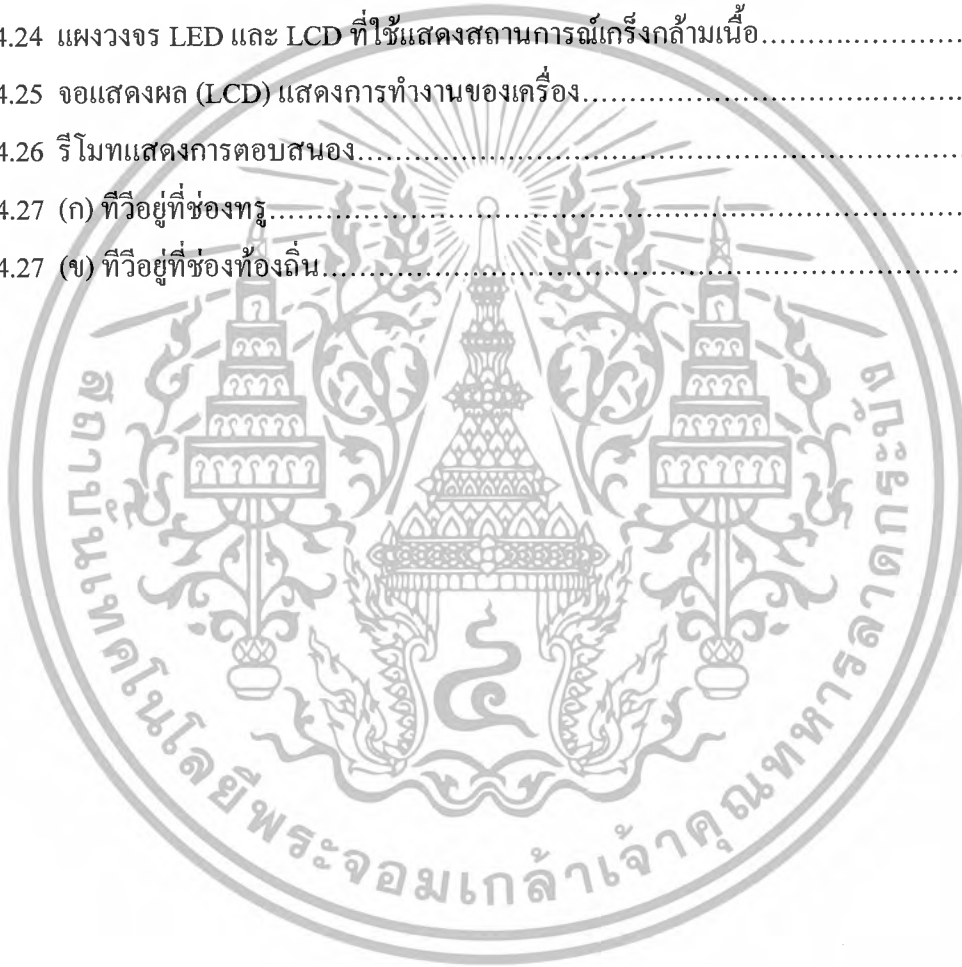 4.24 แผงวงจร LED และ LCD ที่ใช้แสดงสถานการณ์เกร็งกล้ามเนื้อ......................
4.25 จอแสดงผล (LCD) แสดงการทำงานของเครื่อง..........................................
4.26 รีโมทแสดงการตอบสนอง....................................................................
4.27 (ก) ทีวีอยู่ที่ช่องทรู..............................................................................
4.27 (ข) ทีวีอยู่ที่ช่องท้องถิ่น........................................................................
สถาบันเทคโนโลยีพระจอมเกล้าเจ้าคุณทหารลาดกระบัง